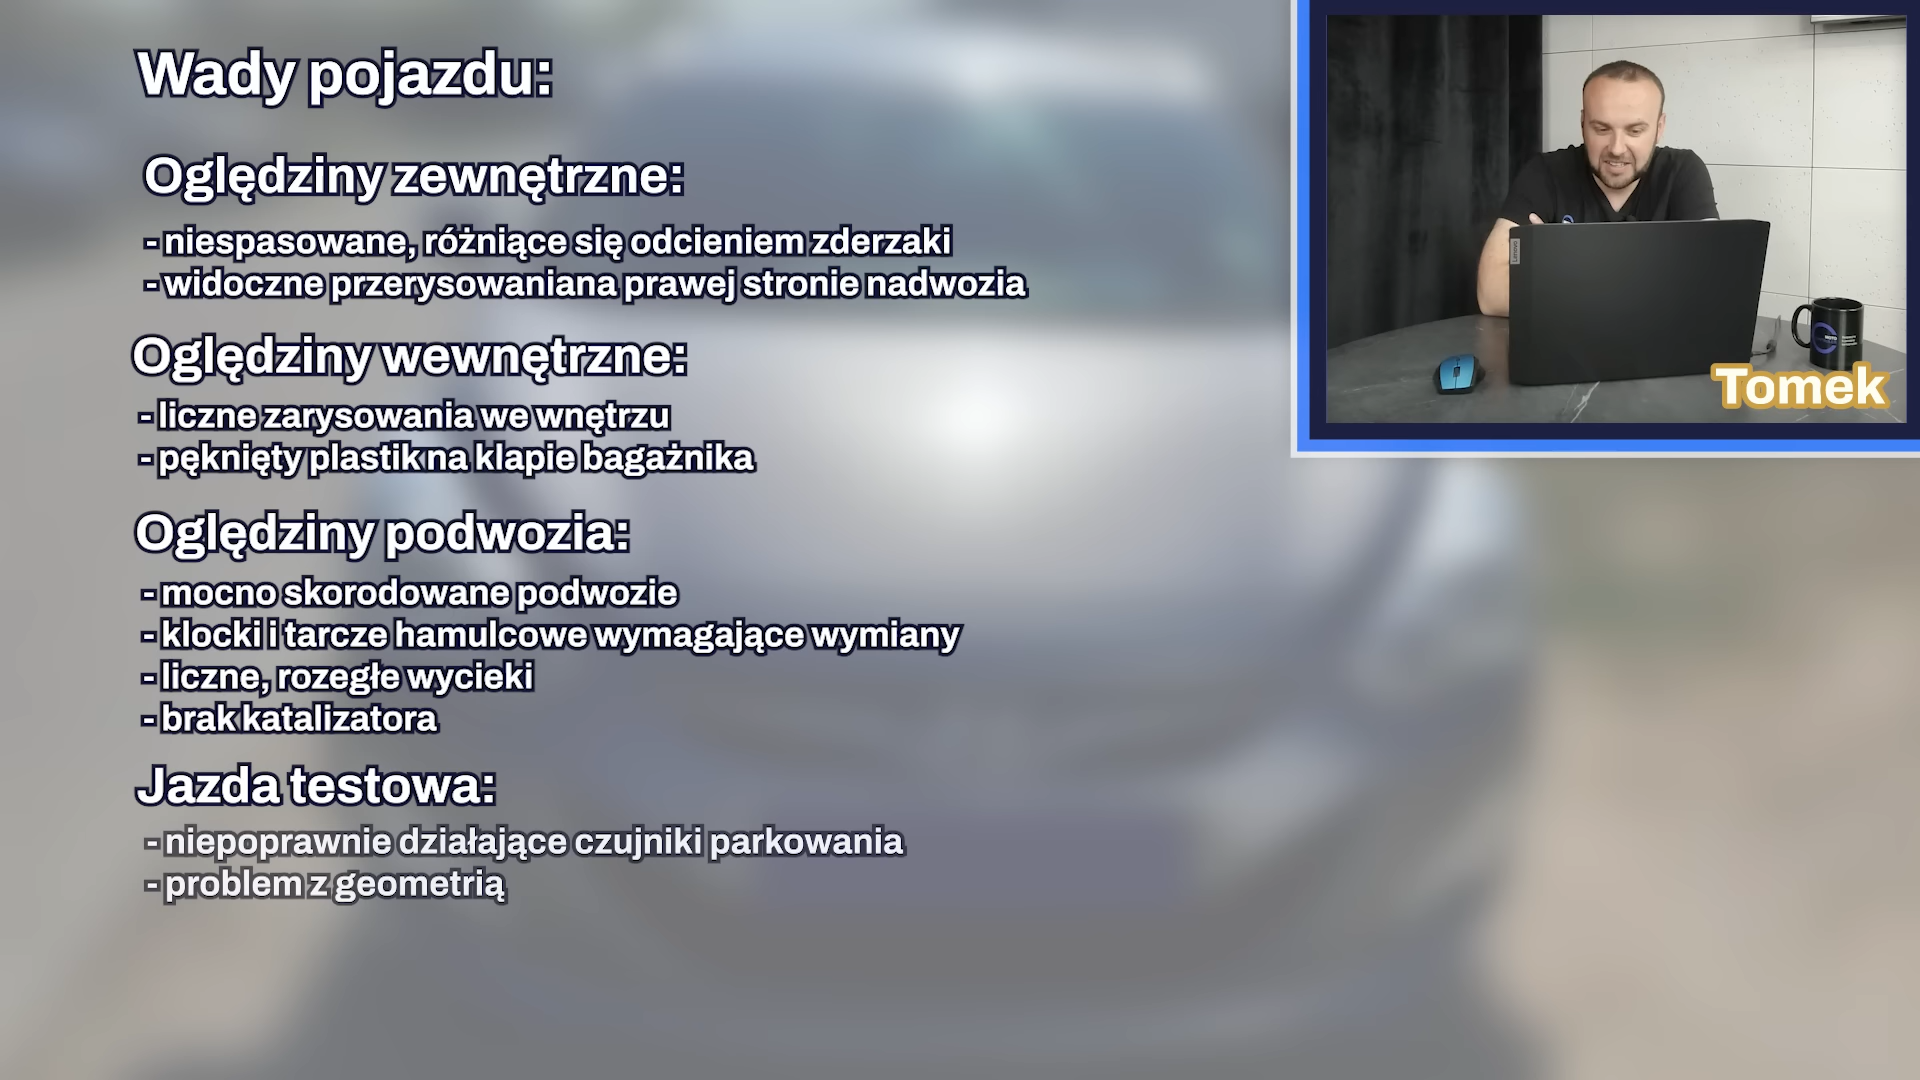 Wady pojazdu:
Oględziny zewnętrzne:
- niespasowane, różniące się odcieniem zderzaki
- widoczne przerysowaniana prawej stronie nadwozia
Oględziny wewnętrzne:
- liczne zarysowania we wnętrzu
- pęknięty plastik na klapie bagażnika
Oględziny podwozia:
- mocno skorodowane podwozie
- klocki i tarcze hamulcowe wymagające wymiany
- liczne, rozegłe wycieki
- brak katalizatora
Jazda testowa:
- niepoprawnie działające czujniki parkowania
- problem z geometrią
Lenovo
Tomek